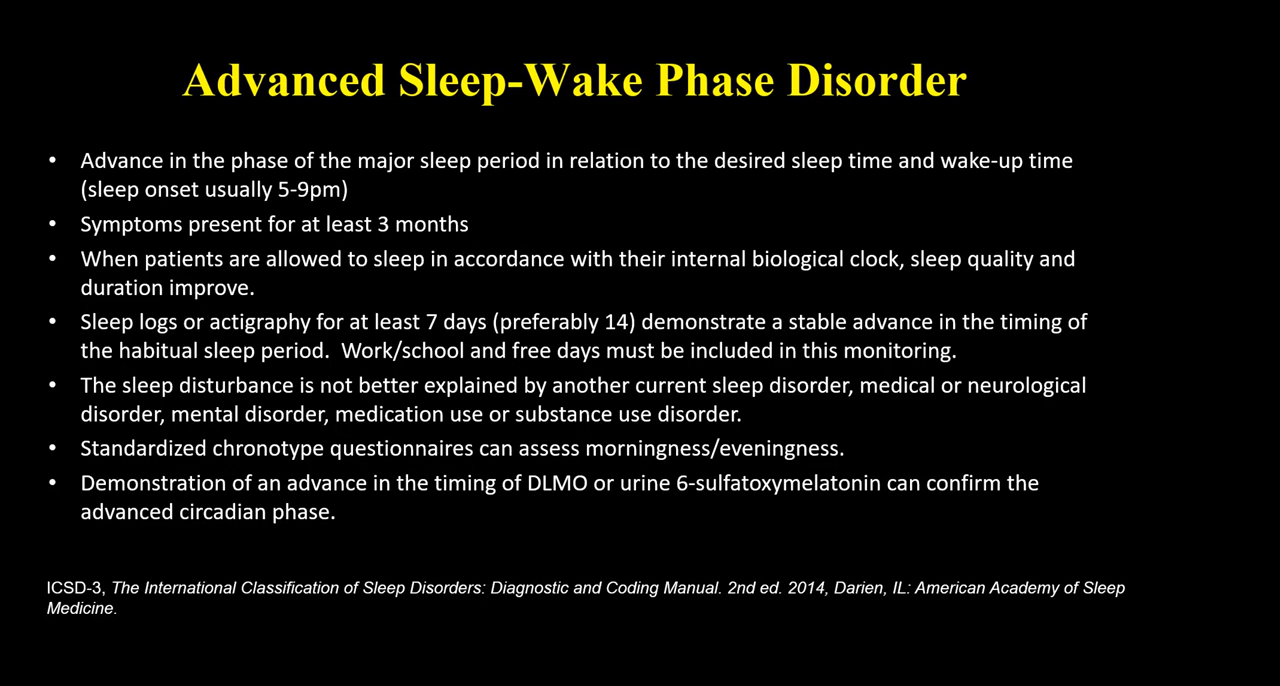 Advanced Sleep-Wake Phase Disorder
• Advance in the phase of the major sleep period in relation to the desired sleep time and wake-up time
(sleep onset usually 5-9pm)
• Symptoms present for at least 3 months
• When patients are allowed to sleep in accordance with their internal biological clock, sleep quality and
duration improve.
• Sleep logs or actigraphy for at least 7 days (preferably 14) demonstrate a stable advance in the timing of
the habitual sleep period.  Work/school and free days must be included in this monitoring.
• The sleep disturbance is not better explained by another current sleep disorder, medical or neurological
disorder, mental disorder, medication use or substance use disorder.
• Standardized chronotype questionnaires can assess morningness/eveningness.
• Demonstration of an advance in the timing of DLMO or urine 6-sulfatoxymelatonin can confirm the
advanced circadian phase.
ICSD-3, The International Classification of Sleep Disorders: Diagnostic and Coding Manual. 2nd ed. 2014, Darien, IL: American Academy of Sleep
Medicine.